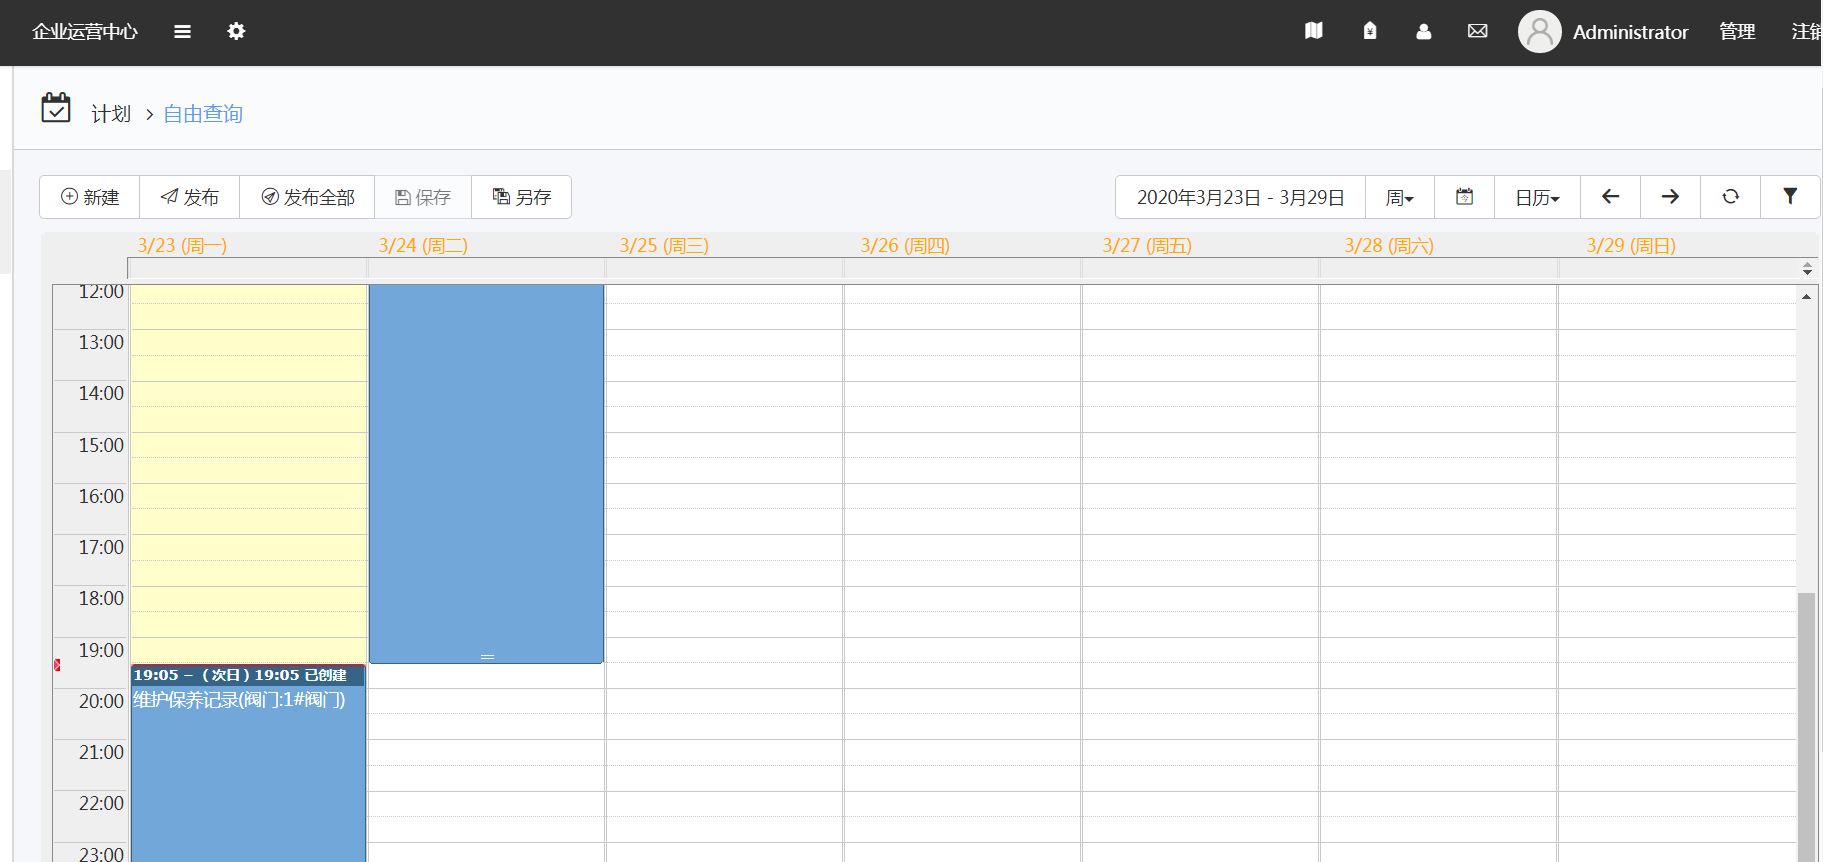 企业运营中心 Administrator 管理 注销
计划 > 自由查询
新建 发布 发布全部 保存 另存 2020年3月23日 - 3月29日 周 今 日历
3/23 (周一) 3/24 (周二) 3/25 (周三) 3/26 (周四) 3/27 (周五) 3/28 (周六) 3/29 (周日)
12:00
13:00
14:00
15:00
16:00
17:00
18:00
19:00
19:05 – （次日）19:05 已创建
维护保养记录(阀门:1#阀门)
20:00
21:00
22:00
23:00